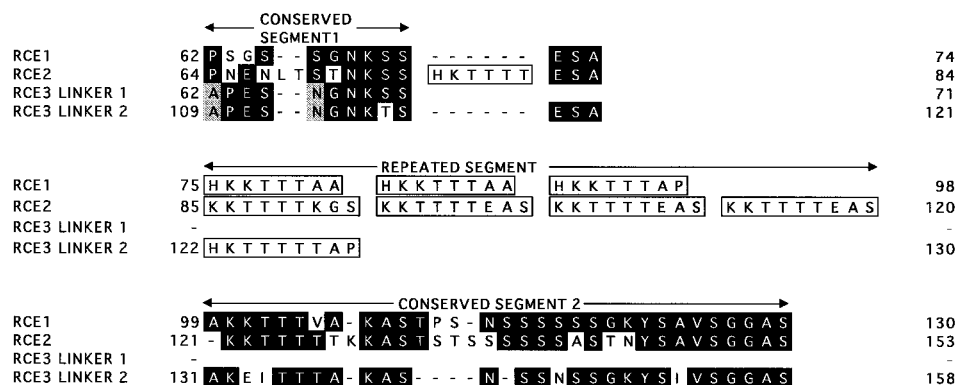 CONSERVED
SEGMENT1
RCE1 62 P S G S - - S G N K S S - - - - - - E S A 74
RCE2 64 P N E N L T S T N K S S H K T T T T E S A 84
RCE3 LINKER 1 62 A P E S - - N G N K S S 71
RCE3 LINKER 2 109 A P E S - - N G N K T S - - - - - - E S A 121
REPEATED SEGMENT
RCE1 75 H K K T T T A A H K K T T T A A H K K T T T A P 98
RCE2 85 K K T T T T K G S K K T T T T E A S K K T T T T E A S K K T T T T E A S 120
RCE3 LINKER 1 - -
RCE3 LINKER 2 122 H K T T T T T A P 130
CONSERVED SEGMENT 2
RCE1 99 A K K T T T V A - K A S T P S - N S S S S S S G K Y S A V S G G A S 130
RCE2 121 - K K T T T T T K K A S T S T S S S S S S A S T N Y S A V S G G A S 153
RCE3 LINKER 1 - -
RCE3 LINKER 2 131 A K E I T T T A - K A S - - - - N - S S N S S G K Y S I V S G G A S 158